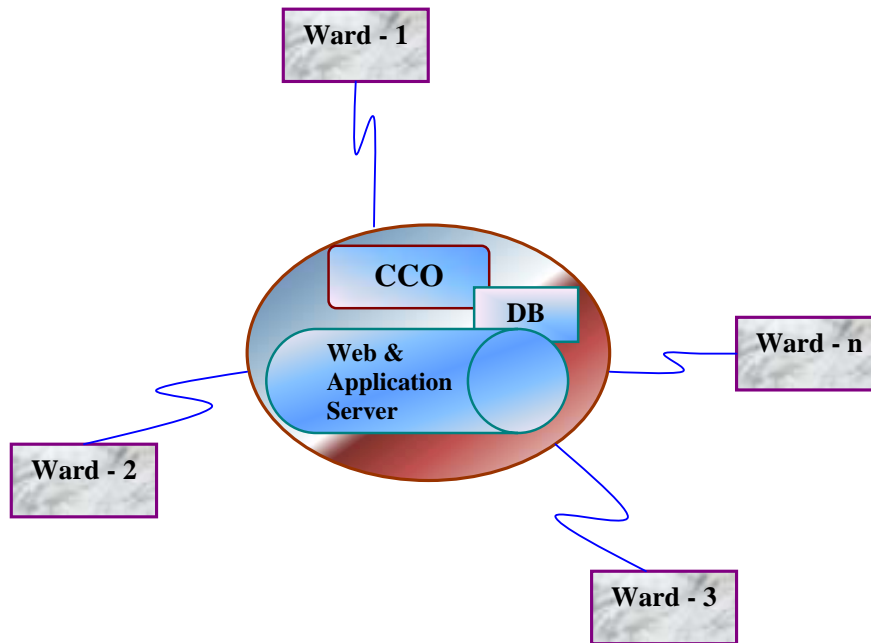 Ward - 1
CCO
DB
Web &
Application
Server
Ward - n
Ward - 2
Ward - 3